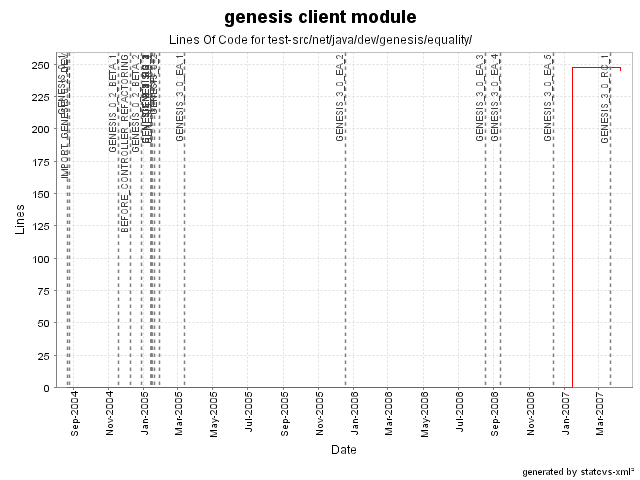 genesis client module
Lines Of Code for test-src/net/java/dev/genesis/equality/
Lines
250
225
200
175
150
125
100
75
50
25
0
IMPORT_GENESIS_DEV
GENESIS_0_2_BETA_1
BEFORE_CONTROLLER_REFACTORING
GENESIS_0_2_BETA_2
GENESIS_3_0_EA_1
GENESIS_3_0_EA_2
GENESIS_3_0_EA_3
GENESIS_3_0_EA_4
GENESIS_3_0_EA_5
GENESIS_3_0_RC_1
Sep-2004
Nov-2004
Jan-2005
Mar-2005
May-2005
Jul-2005
Sep-2005
Nov-2005
Jan-2006
Mar-2006
May-2006
Jul-2006
Sep-2006
Nov-2006
Jan-2007
Mar-2007
Date
generated by statcvs-xml²